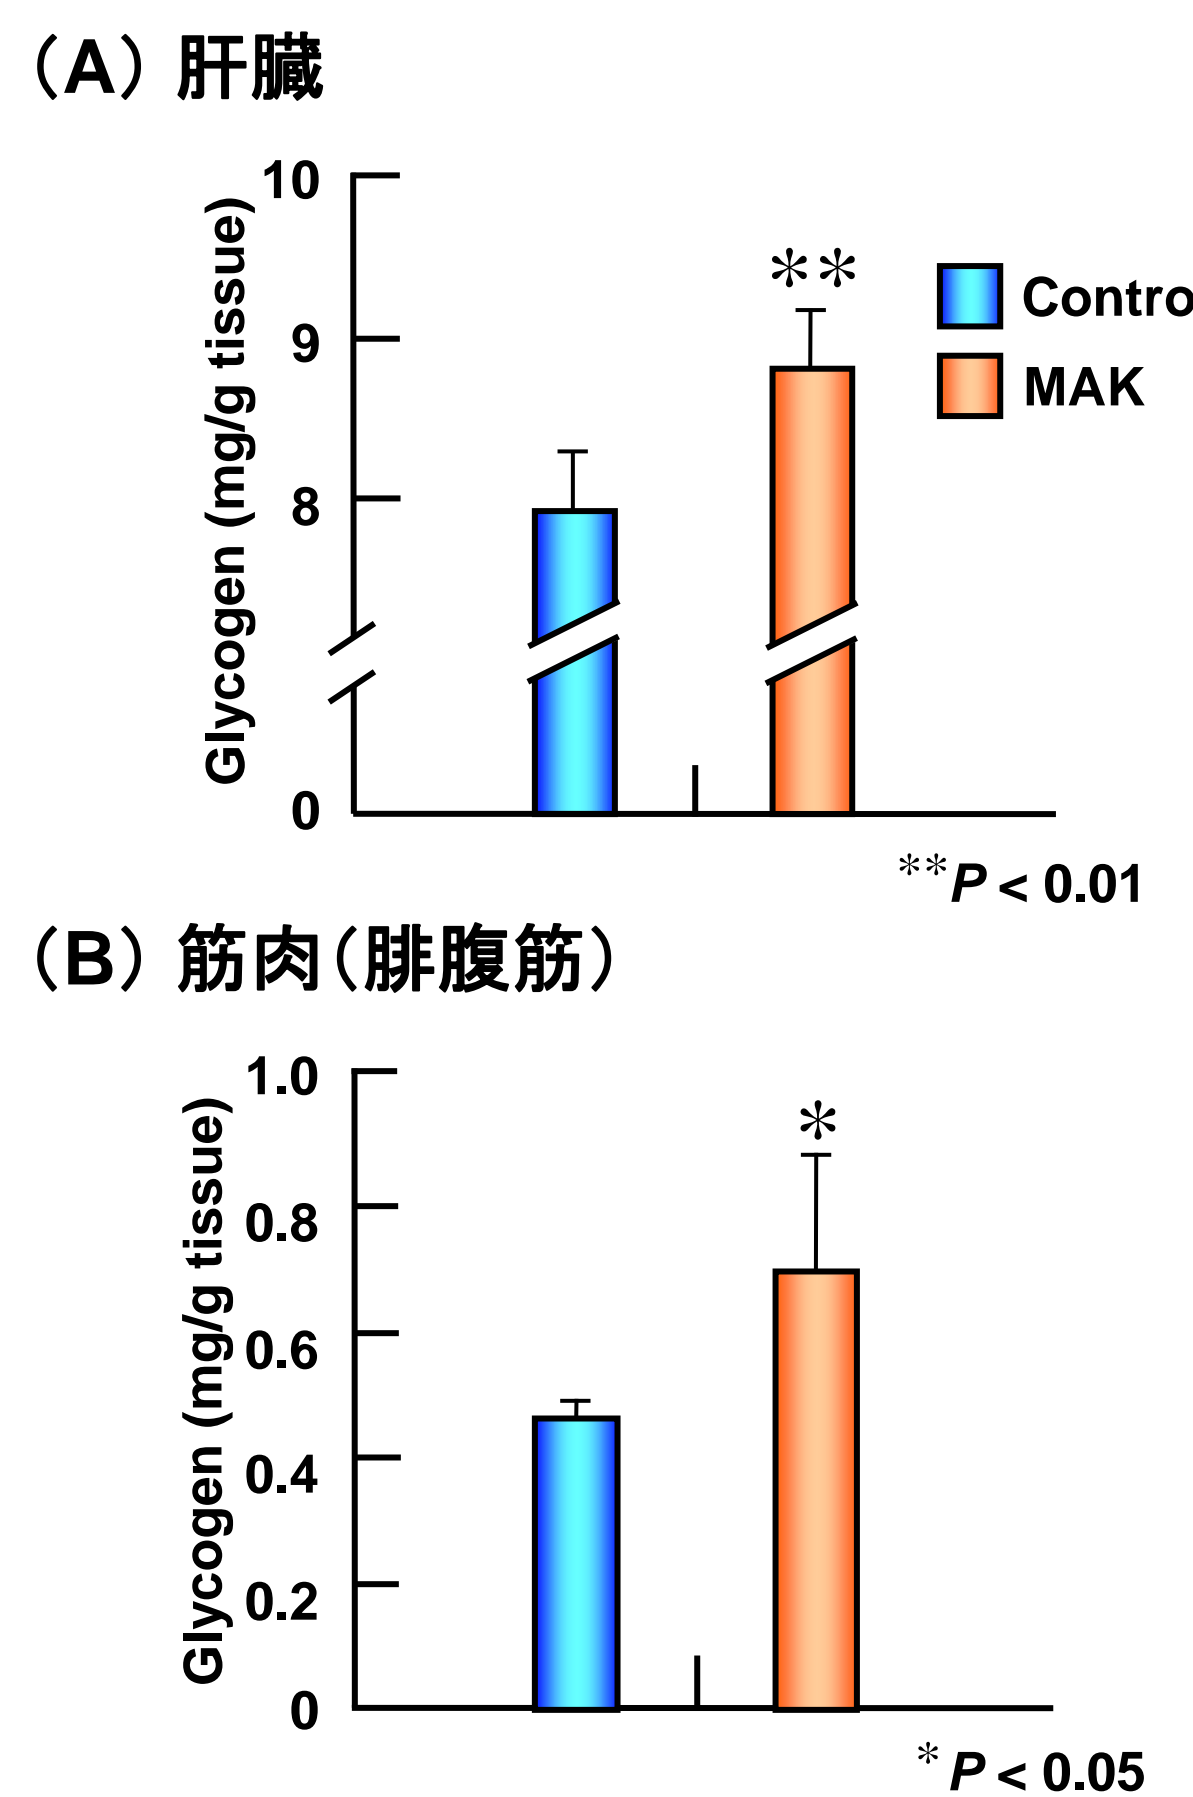 （A）肝臓
10
9
8
0
Glycogen (mg/g tissue)
**
Contro
MAK
**P < 0.01
（B）筋肉（腓腹筋）
1.0
0.8
0.6
0.4
0.2
0
Glycogen (mg/g tissue)
*
*P < 0.05